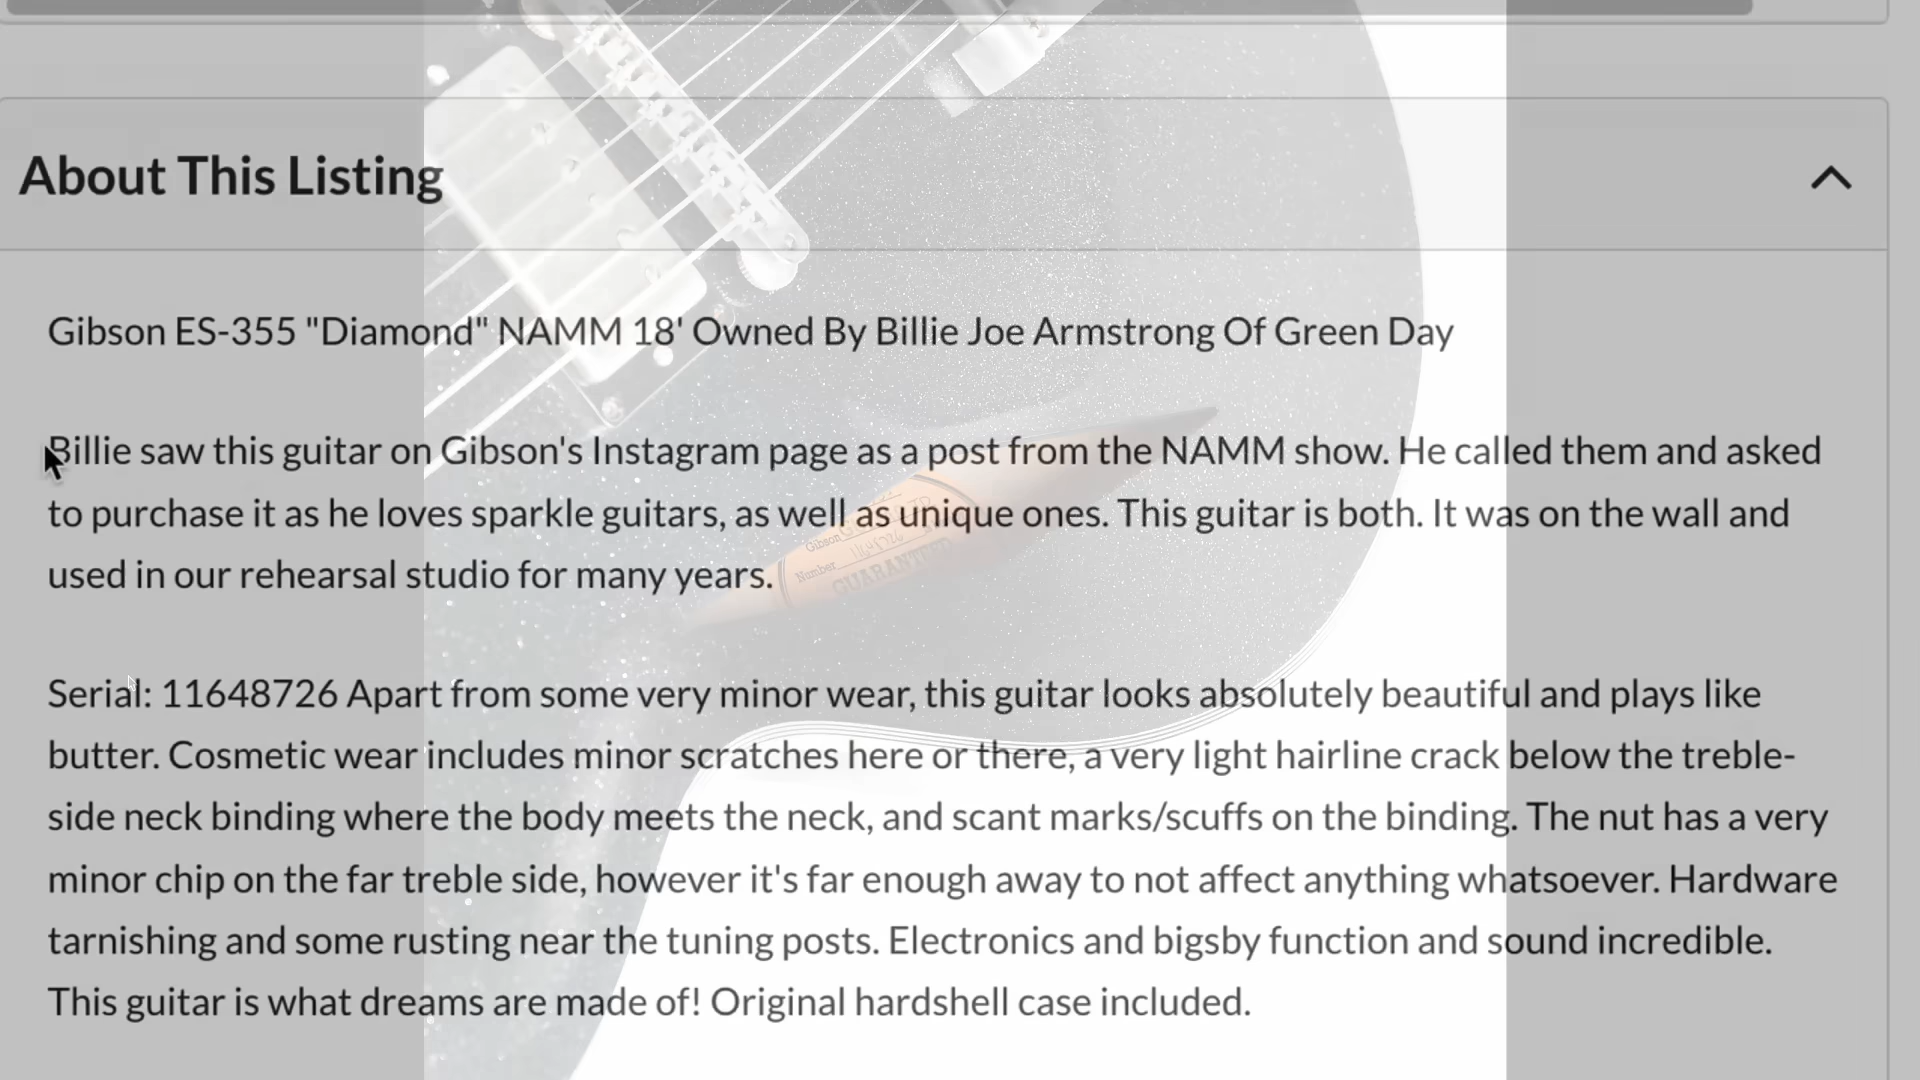 About This Listing
Gibson ES-355 "Diamond" NAMM 18' Owned By Billie Joe Armstrong Of Green Day
Billie saw this guitar on Gibson's Instagram page as a post from the NAMM show. He called them and asked
to purchase it as he loves sparkle guitars, as well as unique ones. This guitar is both. It was on the wall and
used in our rehearsal studio for many years.
Gibson
Number
GUARANTEED
Serial: 11648726 Apart from some very minor wear, this guitar looks absolutely beautiful and plays like
butter. Cosmetic wear includes minor scratches here or there, a very light hairline crack below the treble-
side neck binding where the body meets the neck, and scant marks/scuffs on the binding. The nut has a very
minor chip on the far treble side, however it's far enough away to not affect anything whatsoever. Hardware
tarnishing and some rusting near the tuning posts. Electronics and bigsby function and sound incredible.
This guitar is what dreams are made of! Original hardshell case included.